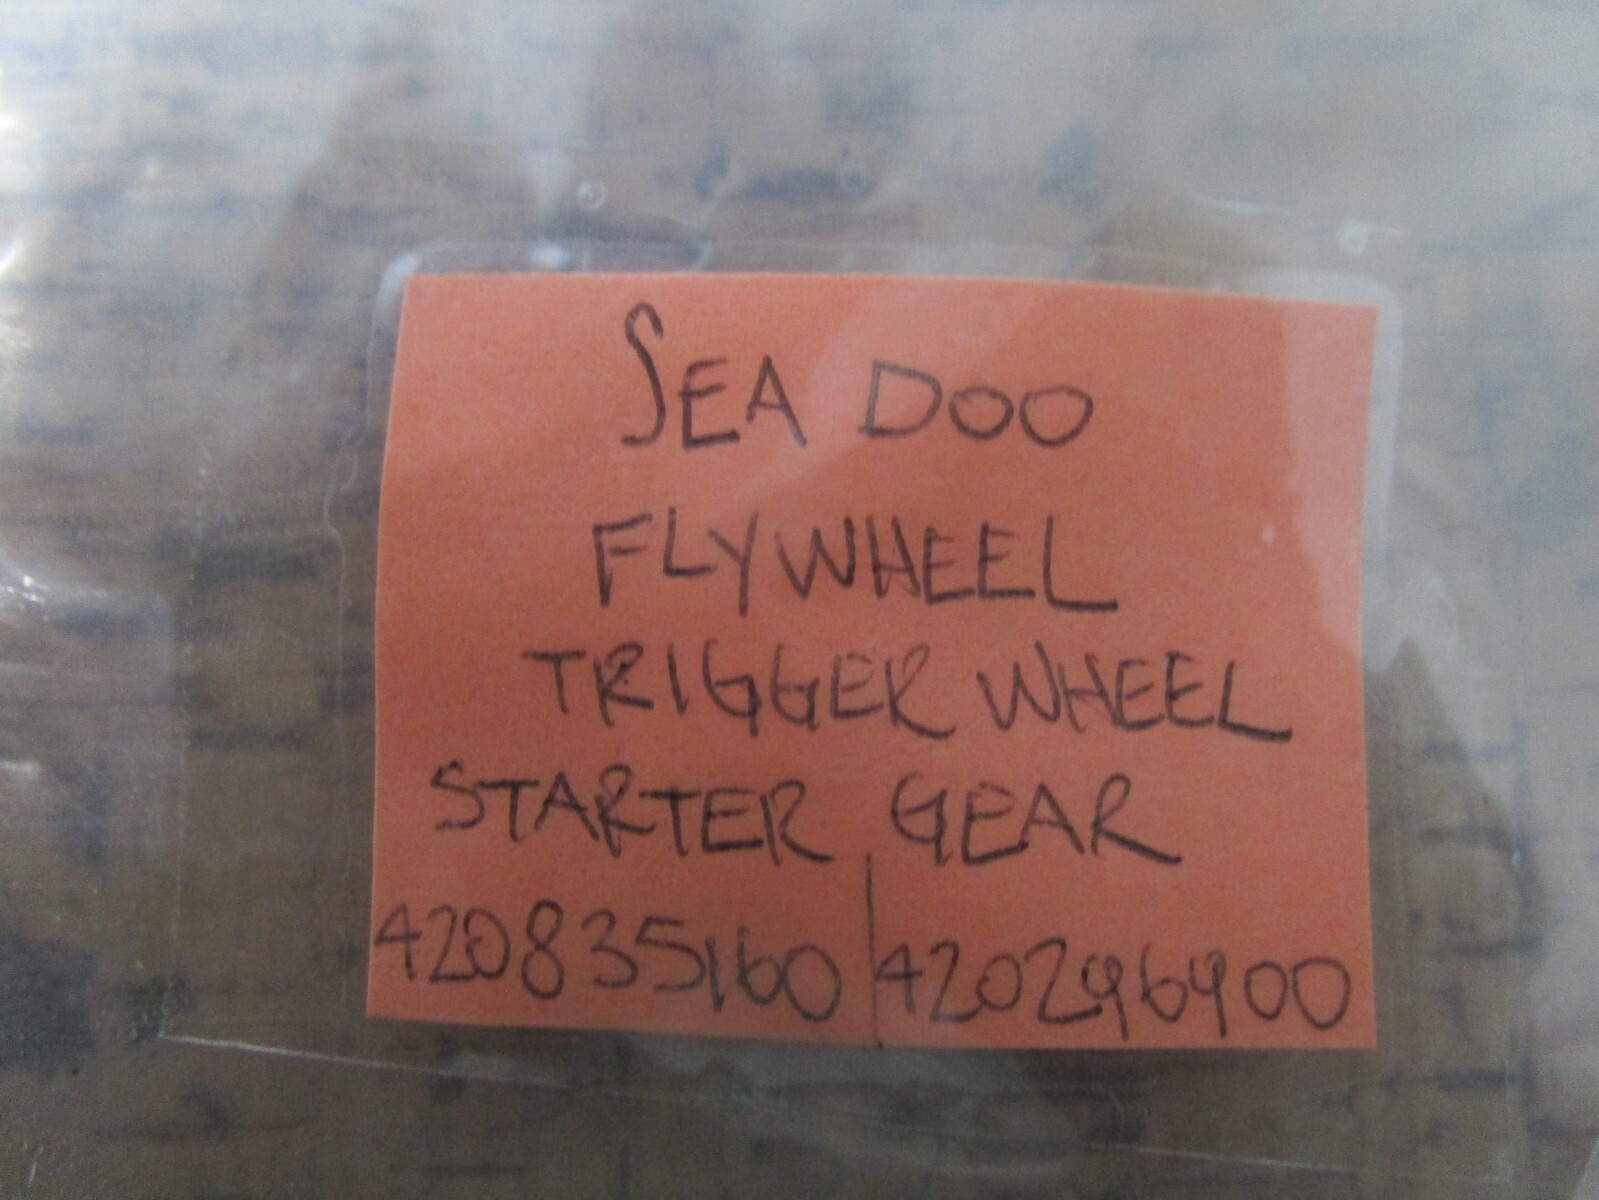 SEA DOO
FLYWHEEL
TRIGGER WHEEL
STARTER GEAR
420835160 | 420296900